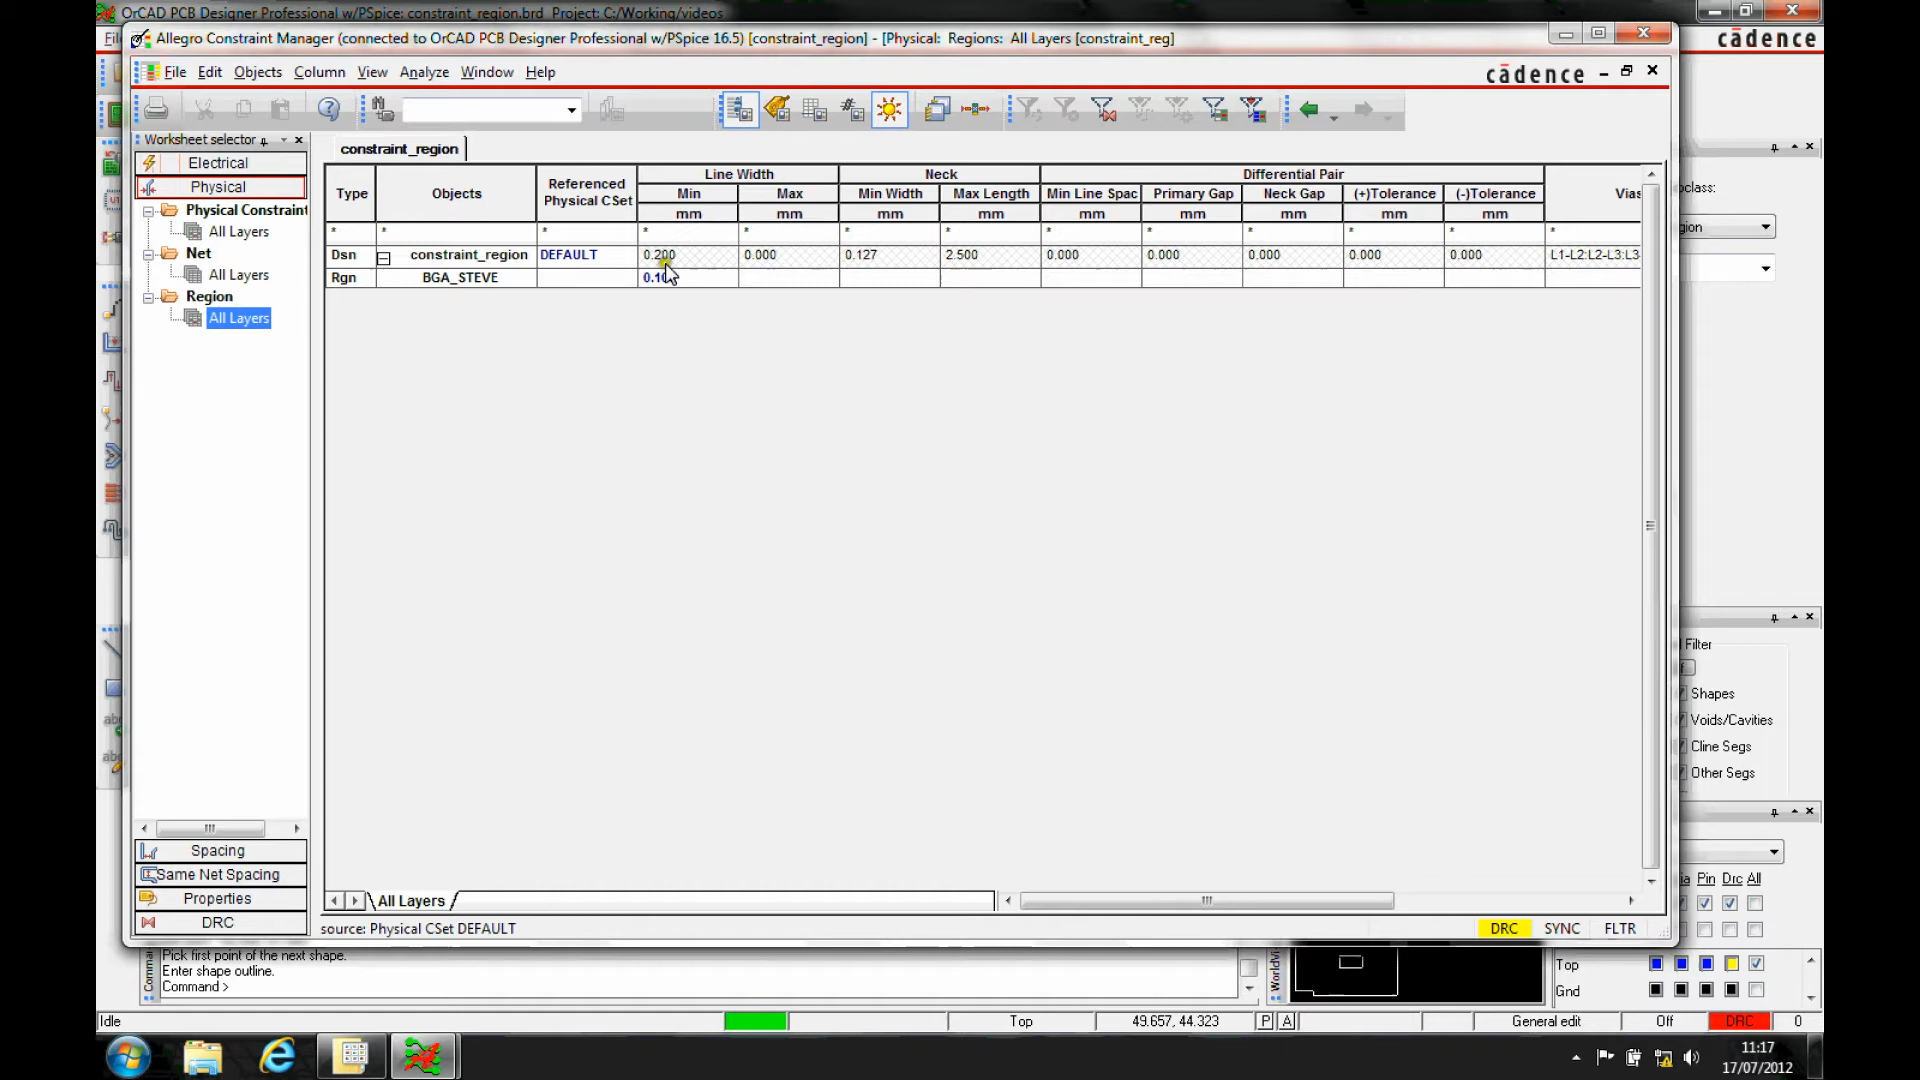 OrCAD PCB Designer Professional w/PSpice: constraint_region.brd Project: C:/Working/videos
Allegro Constraint Manager (connected to OrCAD PCB Designer Professional w/PSpice 16.5) [constraint_region] - [Physical: Regions: All Layers [constraint_reg]
cādence
File Edit Objects Column View Analyze Window Help
cādence
Worksheet selector
Electrical
Physical
Physical Constraint
All Layers
Net
All Layers
Region
All Layers
Spacing
Same Net Spacing
Properties
DRC
constraint_region
Type Objects Referenced Physical CSet Line Width Neck Differential Pair Vias
Min Max Min Width Max Length Min Line Spac Primary Gap Neck Gap (+)Tolerance (-)Tolerance
mm mm mm mm mm mm mm mm mm
* * * * * * * * * * * * *
Dsn constraint_region DEFAULT 0.200 0.000 0.127 2.500 0.000 0.000 0.000 0.000 0.000 L1-L2:L2-L3:L3-
Rgn BGA_STEVE 0.10
All Layers
source: Physical CSet DEFAULT
DRC SYNC FLTR
Filter
Shapes
Voids/Cavities
Cline Segs
Other Segs
Pin Drc All
Top
Gnd
Pick first point of the next shape.
Enter shape outline.
Command >
Idle Top 49.657, 44.323 P A General edit Off DRC 0
11:17
17/07/2012